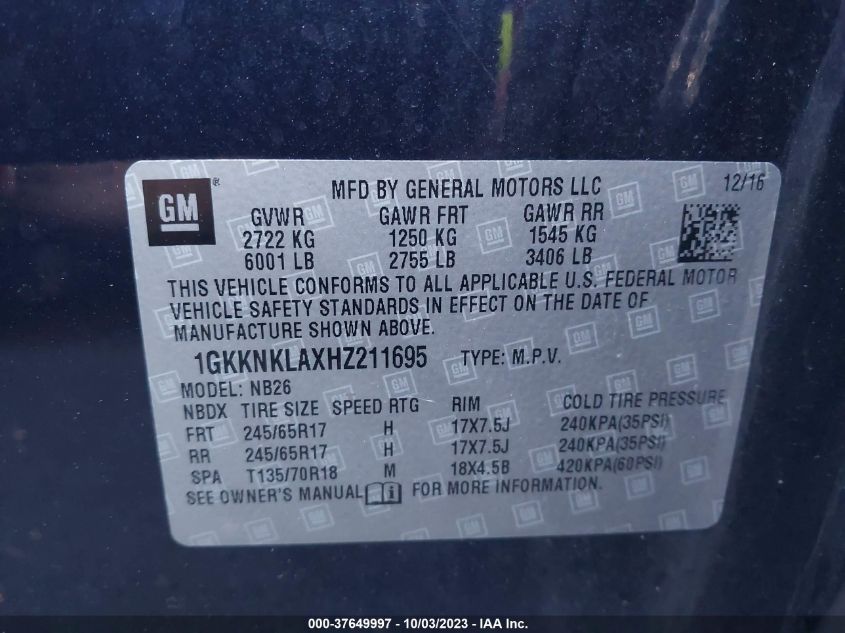 GM® MFD BY GENERAL MOTORS LLC 12/16
GVWR GAWR FRT GAWR RR
2722 KG 1250 KG 1545 KG
6001 LB 2755 LB 3406 LB
THIS VEHICLE CONFORMS TO ALL APPLICABLE U.S. FEDERAL MOTOR
VEHICLE SAFETY STANDARDS IN EFFECT ON THE DATE OF
MANUFACTURE SHOWN ABOVE.
1GKKNKLAXHZ211695 TYPE: M.P.V.
MODEL: NB26
NBDX TIRE SIZE SPEED RTG RIM COLD TIRE PRESSURE
FRT 245/65R17 H 17X7.5J 240KPA(35PSI)
RR 245/65R17 H 17X7.5J 240KPA(35PSI)
SPA T135/70R18 M 18X4.5B 420KPA(60PSI)
SEE OWNER'S MANUAL i FOR MORE INFORMATION.
000-37649997 - 10/03/2023 - IAA Inc.